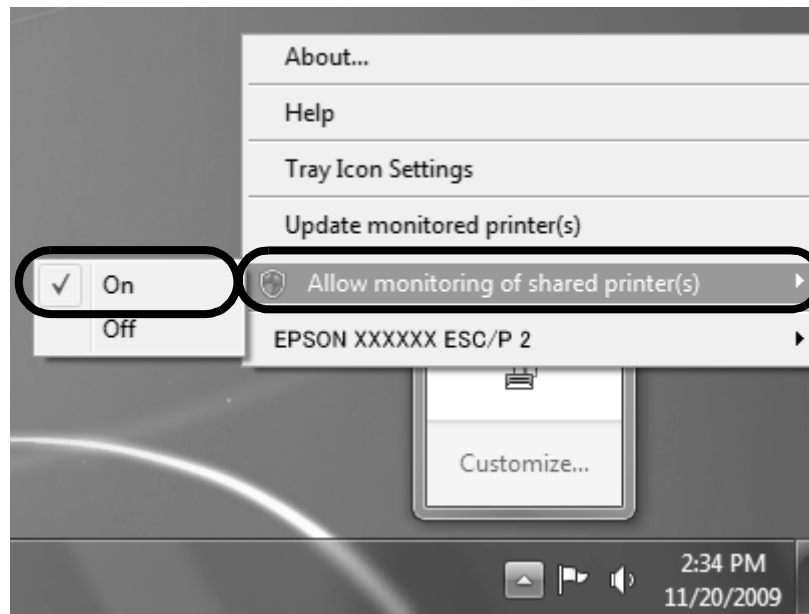 About...
Help
Tray Icon Settings
Update monitored printer(s)
On
Allow monitoring of shared printer(s)
Off
EPSON XXXXXX ESC/P 2
Customize...
2:34 PM
11/20/2009